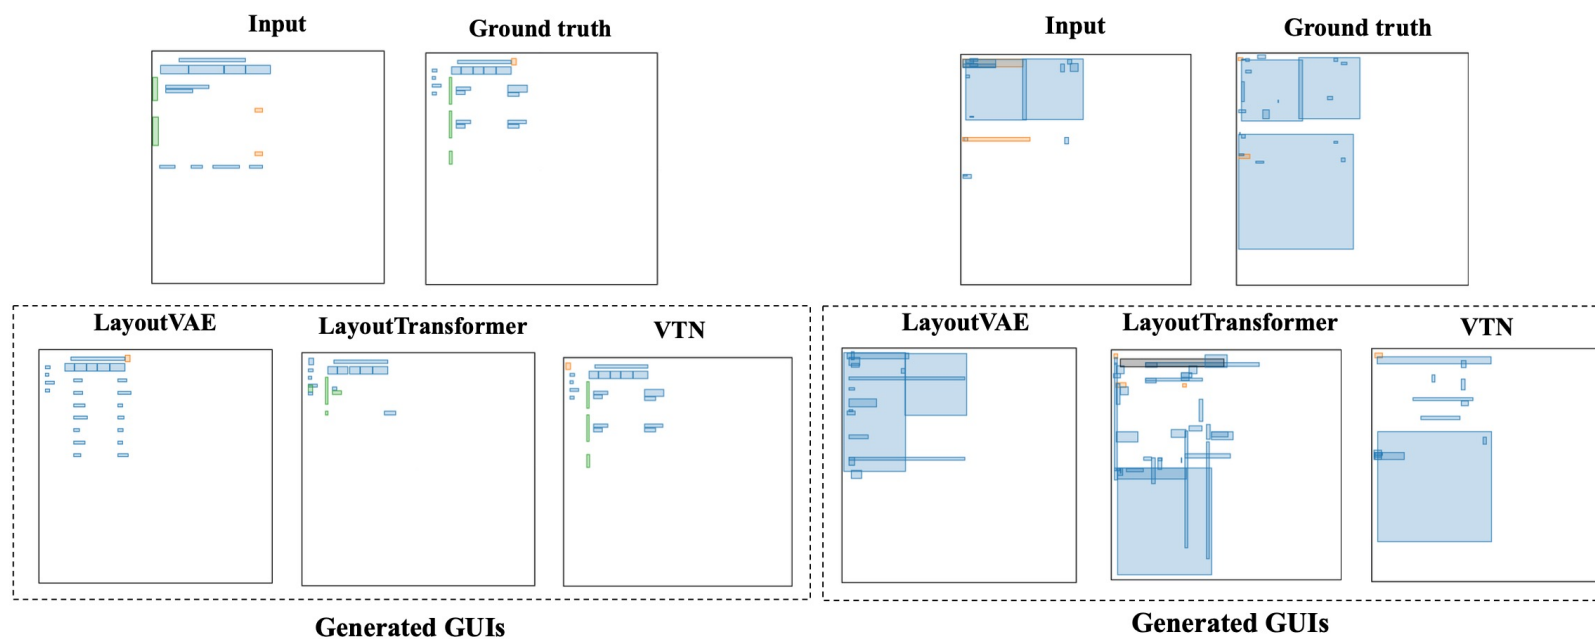 Input
Ground truth
Input
Ground truth
LayoutVAE
LayoutTransformer
VTN
LayoutVAE
LayoutTransformer
VTN
Generated GUIs
Generated GUIs